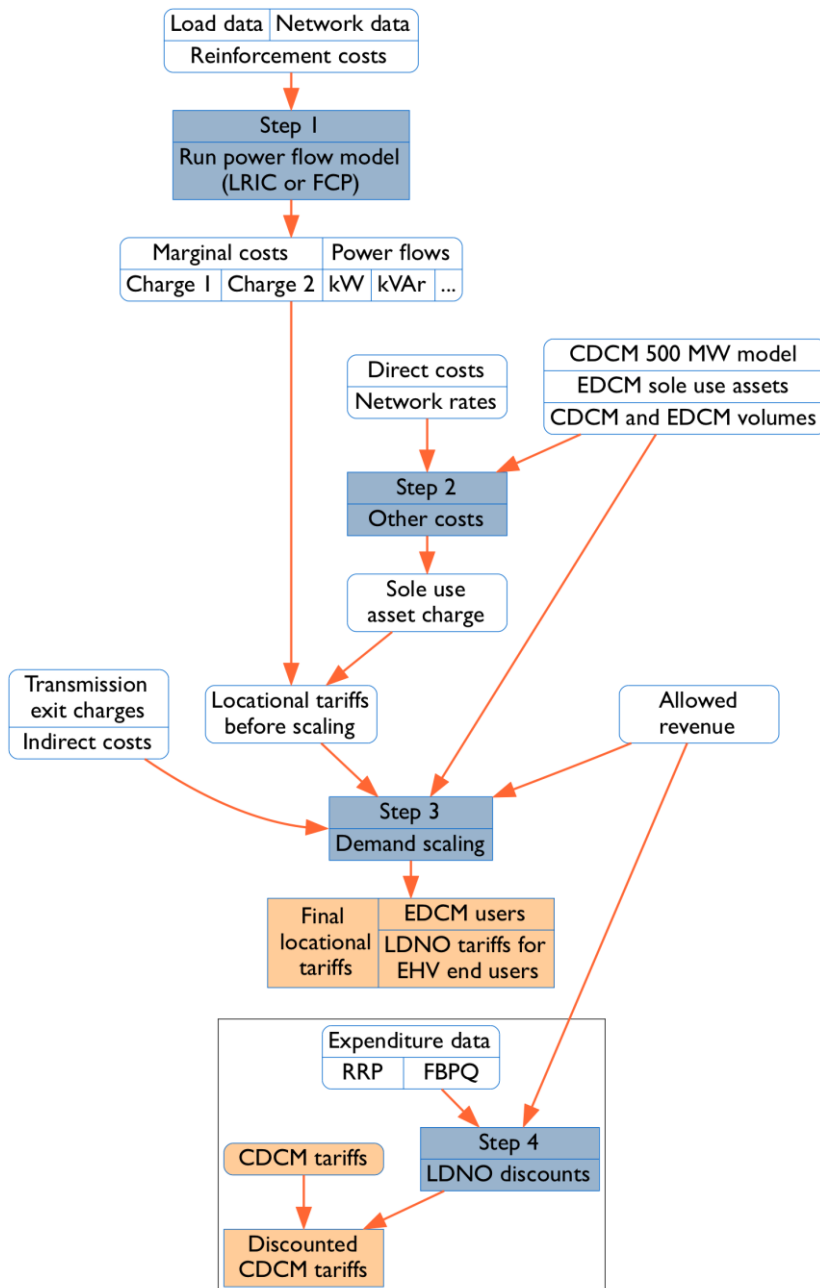 Load data Network data
Reinforcement costs
Step 1
Run power flow model
(LRIC or FCP)
Marginal costs Power flows
Charge 1 Charge 2 kW kVAr ...
Direct costs
Network rates
CDCM 500 MW model
EDCM sole use assets
CDCM and EDCM volumes
Step 2
Other costs
Sole use
asset charge
Transmission
exit charges
Indirect costs
Locational tariffs
before scaling
Allowed
revenue
Step 3
Demand scaling
Final
locational
tariffs
EDCM users
LDNO tariffs for
EHV end users
Expenditure data
RRP FBPQ
Step 4
LDNO discounts
CDCM tariffs
Discounted
CDCM tariffs